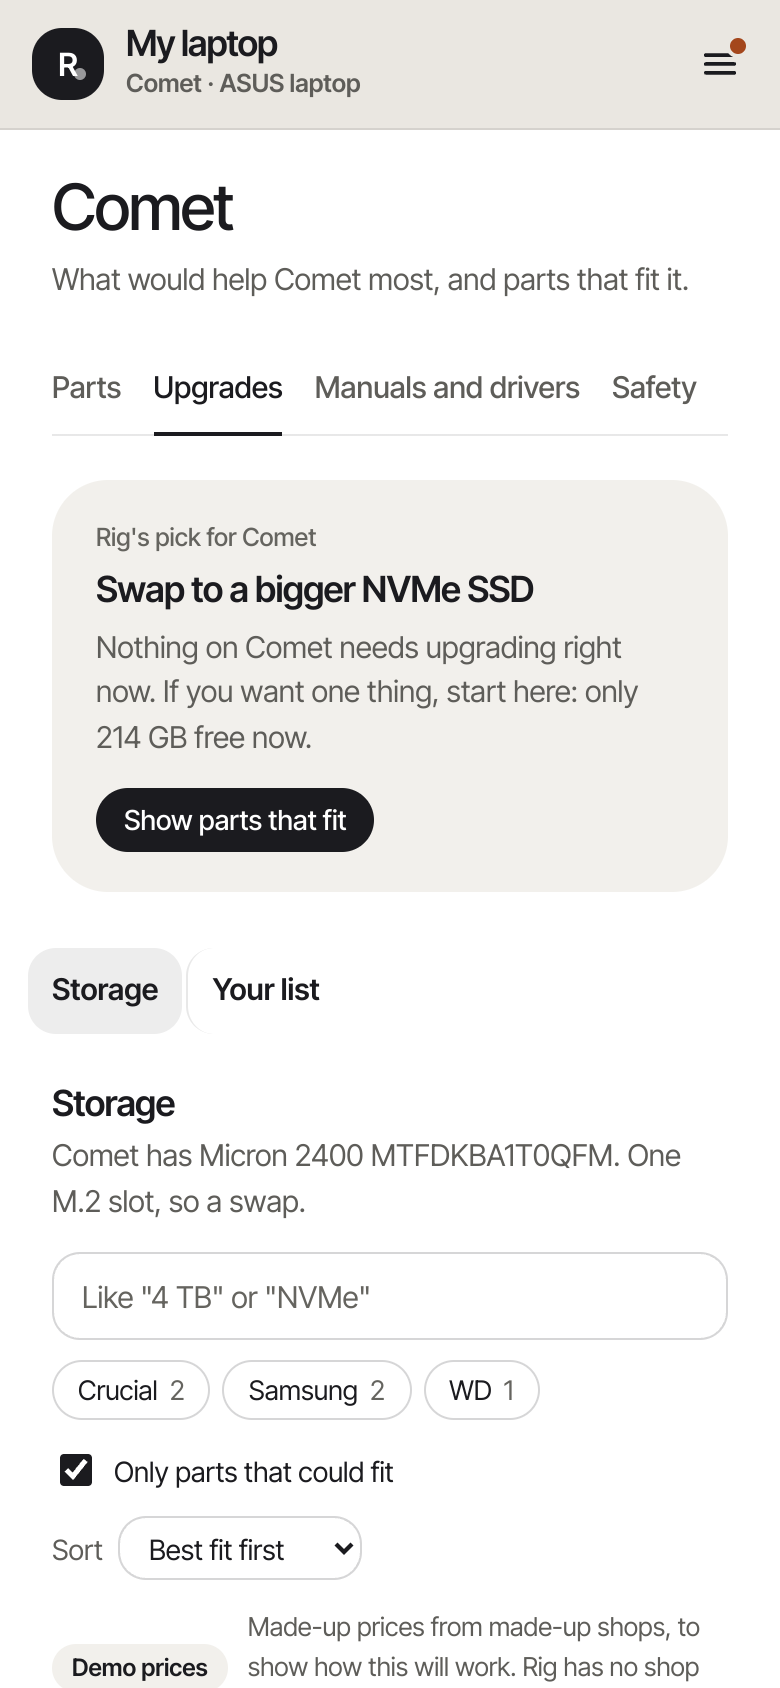 R
My laptop
Comet · ASUS laptop
Comet
What would help Comet most, and parts that fit it.
Parts Upgrades Manuals and drivers Safety
Rig's pick for Comet
Swap to a bigger NVMe SSD
Nothing on Comet needs upgrading right
now. If you want one thing, start here: only
214 GB free now.
Show parts that fit
Storage Your list
Storage
Comet has Micron 2400 MTFDKBA1T0QFM. One
M.2 slot, so a swap.
Like "4 TB" or "NVMe"
Crucial 2 Samsung 2 WD 1
Only parts that could fit
Sort Best fit first
Made-up prices from made-up shops, to
Demo prices show how this will work. Rig has no shop